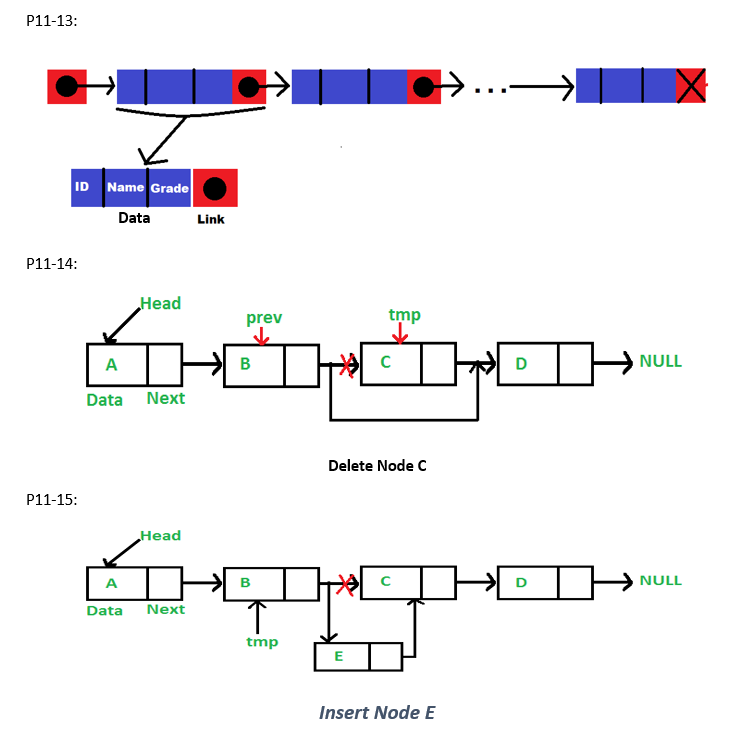 P11-13:
. . .
ID Name Grade
Data Link
P11-14:
Head
prev tmp
A B C D NULL
Data Next
Delete Node C
P11-15:
Head
A B C D NULL
Data Next
tmp
E
Insert Node E